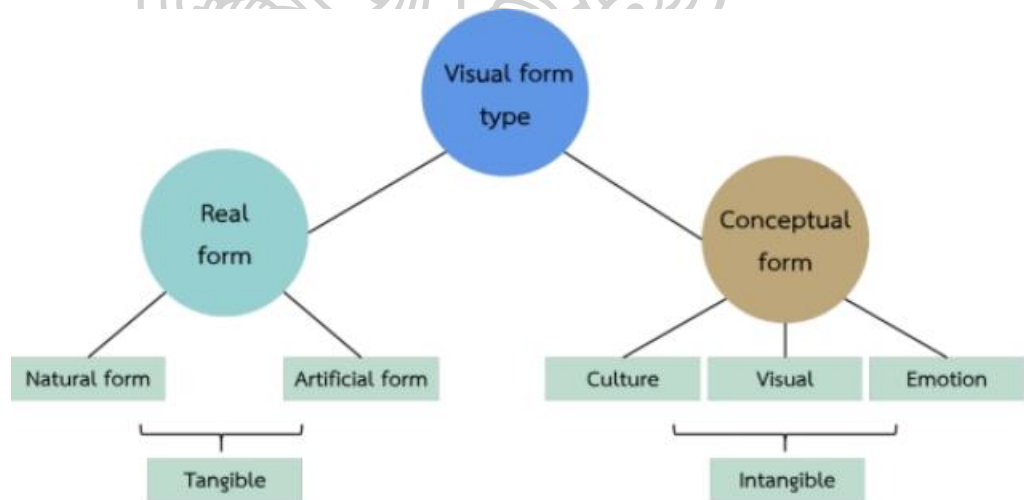 Visual form
type
Real
form
Conceptual
form
Natural form
Artificial form
Culture
Visual
Emotion
Tangible
Intangible